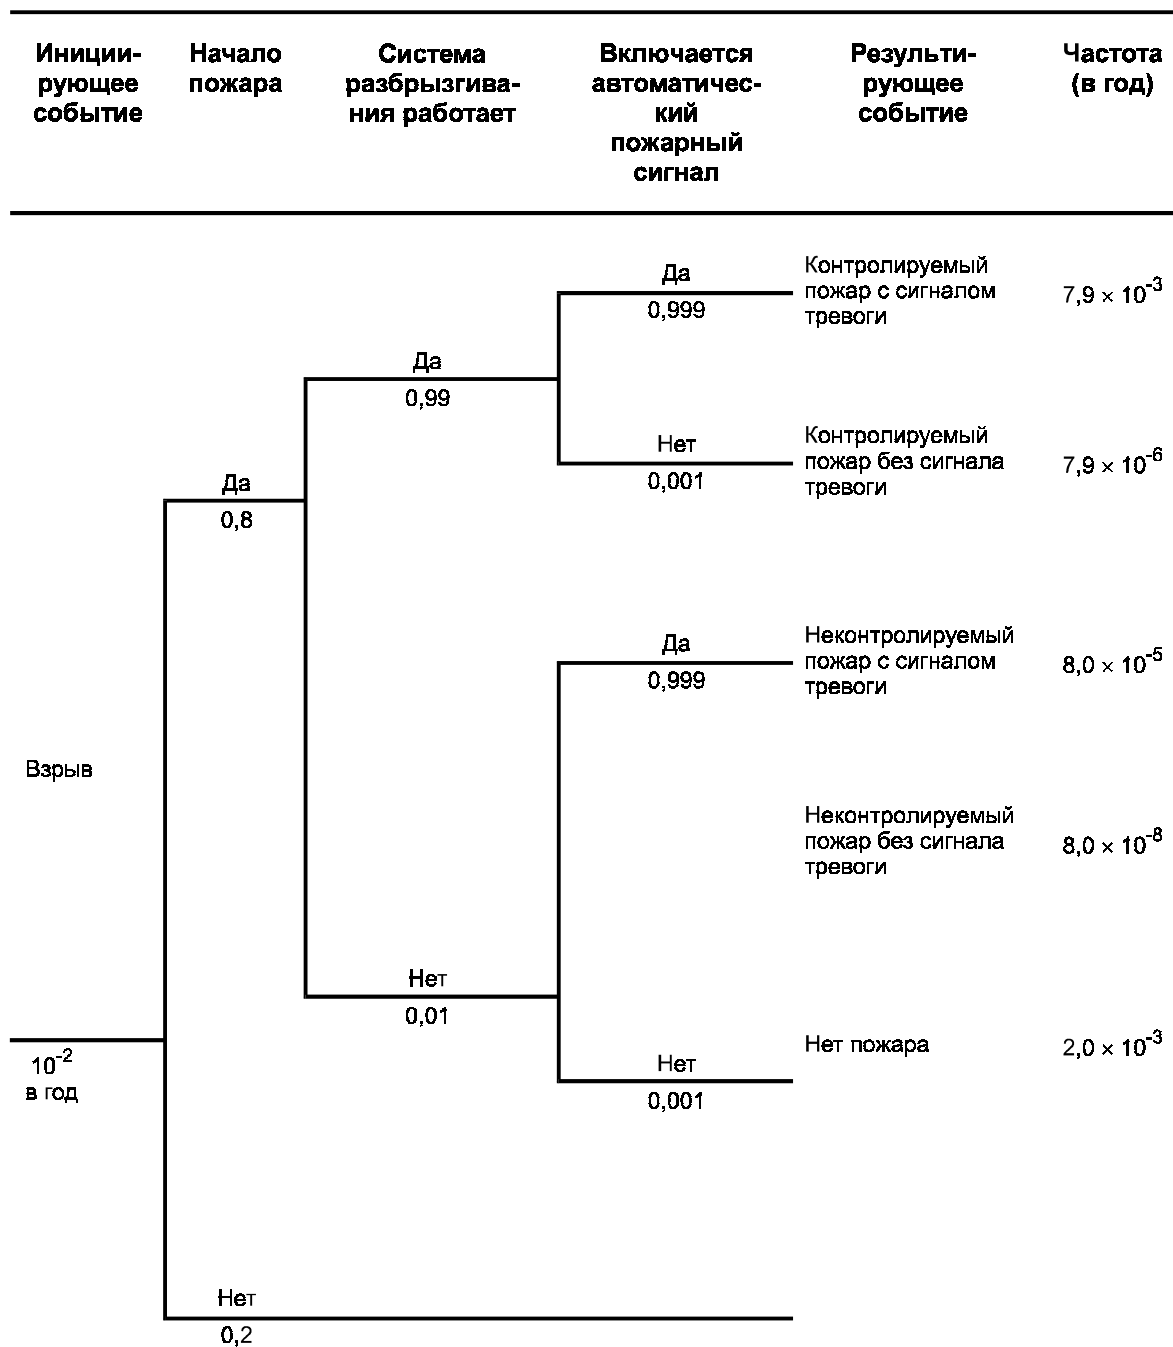 Иниции-
рующее
событие
Начало
пожара
Система
разбрызгива-
ния работает
Включается
автоматичес-
кий
пожарный
сигнал
Результи-
рующее
событие
Частота
(в год)
Да
0,999
Контролируемый
пожар с сигналом
тревоги
7,9 × 10⁻³
Да
0,99
Нет
0,001
Контролируемый
пожар без сигнала
тревоги
7,9 × 10⁻⁶
Да
0,8
Да
0,999
Неконтролируемый
пожар с сигналом
тревоги
8,0 × 10⁻⁵
Взрыв
Неконтролируемый
пожар без сигнала
тревоги
8,0 × 10⁻⁸
Нет
0,01
10⁻²
в год
Нет пожара
2,0 × 10⁻³
Нет
0,001
Нет
0,2